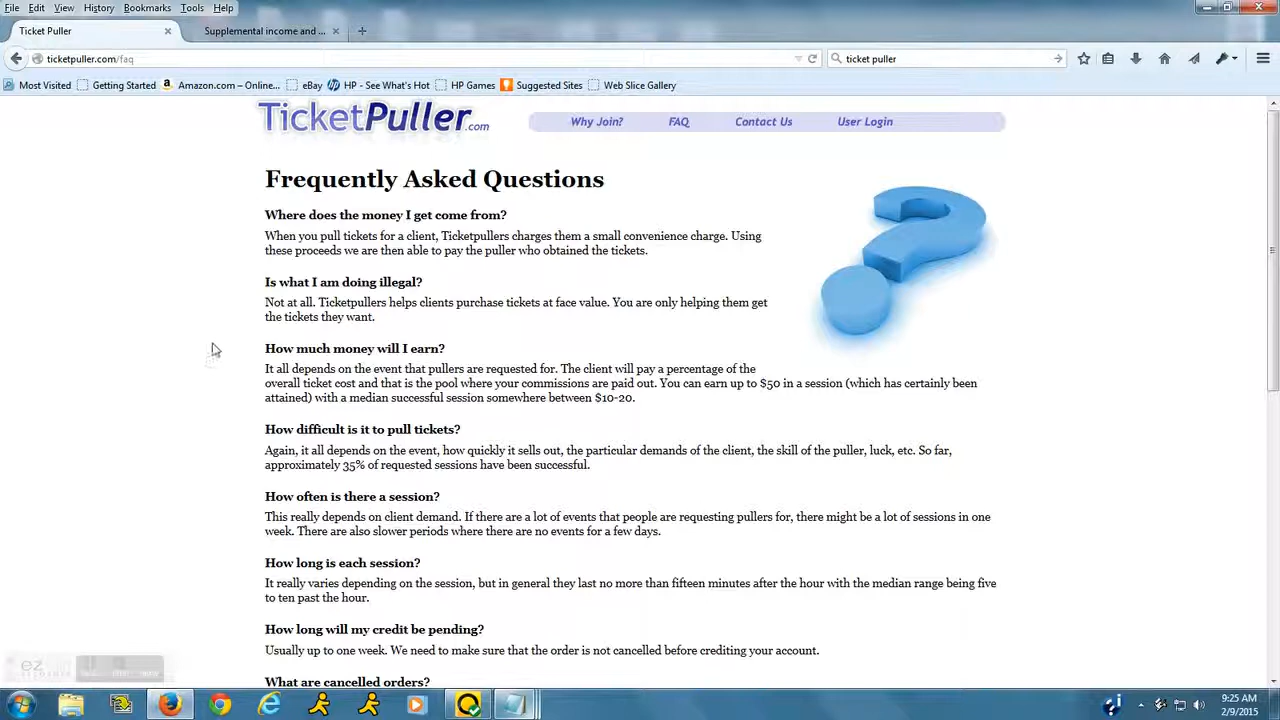 File Edit View History Bookmarks Tools Help
Ticket Puller Supplemental income and ...
ticketpuller.com/faq ticket puller
Most Visited Getting Started Amazon.com – Online... eBay HP - See What's Hot HP Games Suggested Sites Web Slice Gallery
TicketPuller.com Why Join? FAQ Contact Us User Login
Frequently Asked Questions
Where does the money I get come from?
When you pull tickets for a client, Ticketpullers charges them a small convenience charge. Using
these proceeds we are then able to pay the puller who obtained the tickets.
Is what I am doing illegal?
Not at all. Ticketpullers helps clients purchase tickets at face value. You are only helping them get
the tickets they want.
How much money will I earn?
It all depends on the event that pullers are requested for. The client will pay a percentage of the
overall ticket cost and that is the pool where your commissions are paid out. You can earn up to $50 in a session (which has certainly been
attained) with a median successful session somewhere between $10-20.
How difficult is it to pull tickets?
Again, it all depends on the event, how quickly it sells out, the particular demands of the client, the skill of the puller, luck, etc. So far,
approximately 35% of requested sessions have been successful.
How often is there a session?
This really depends on client demand. If there are a lot of events that people are requesting pullers for, there might be a lot of sessions in one
week. There are also slower periods where there are no events for a few days.
How long is each session?
It really varies depending on the session, but in general they last no more than fifteen minutes after the hour with the median range being five
to ten past the hour.
How long will my credit be pending?
Usually up to one week. We need to make sure that the order is not cancelled before crediting your account.
What are cancelled orders?
ez
9:25 AM
2/9/2015